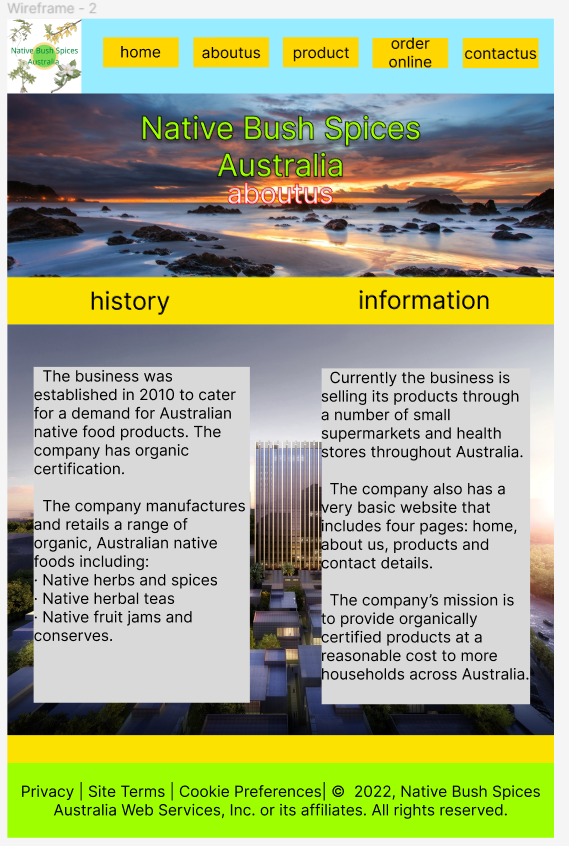 Wireframe - 2
Native Bush Spices
Australia
home
aboutus
product
order
online
contactus
Native Bush Spices
Australia
aboutus
history
information
The business was
established in 2010 to cater
for a demand for Australian
native food products. The
company has organic
certification.
The company manufactures
and retails a range of
organic, Australian native
foods including:
· Native herbs and spices
· Native herbal teas
· Native fruit jams and
conserves.
Currently the business is
selling its products through
a number of small
supermarkets and health
stores throughout Australia.
The company also has a
very basic website that
includes four pages: home,
about us, products and
contact details.
The company’s mission is
to provide organically
certified products at a
reasonable cost to more
households across Australia.
Privacy | Site Terms | Cookie Preferences| © 2022, Native Bush Spices
Australia Web Services, Inc. or its affiliates. All rights reserved.